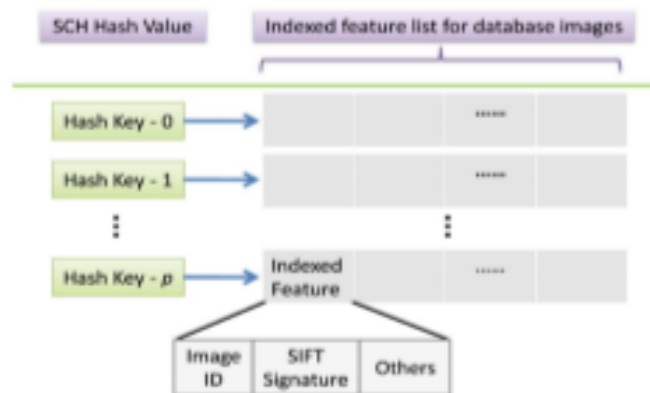 SCH Hash Value
Indexed feature list for database images
Hash Key - 0
......
Hash Key - 1
......
Hash Key - p
Indexed
Feature
......
Image
ID
SIFT
Signature
Others